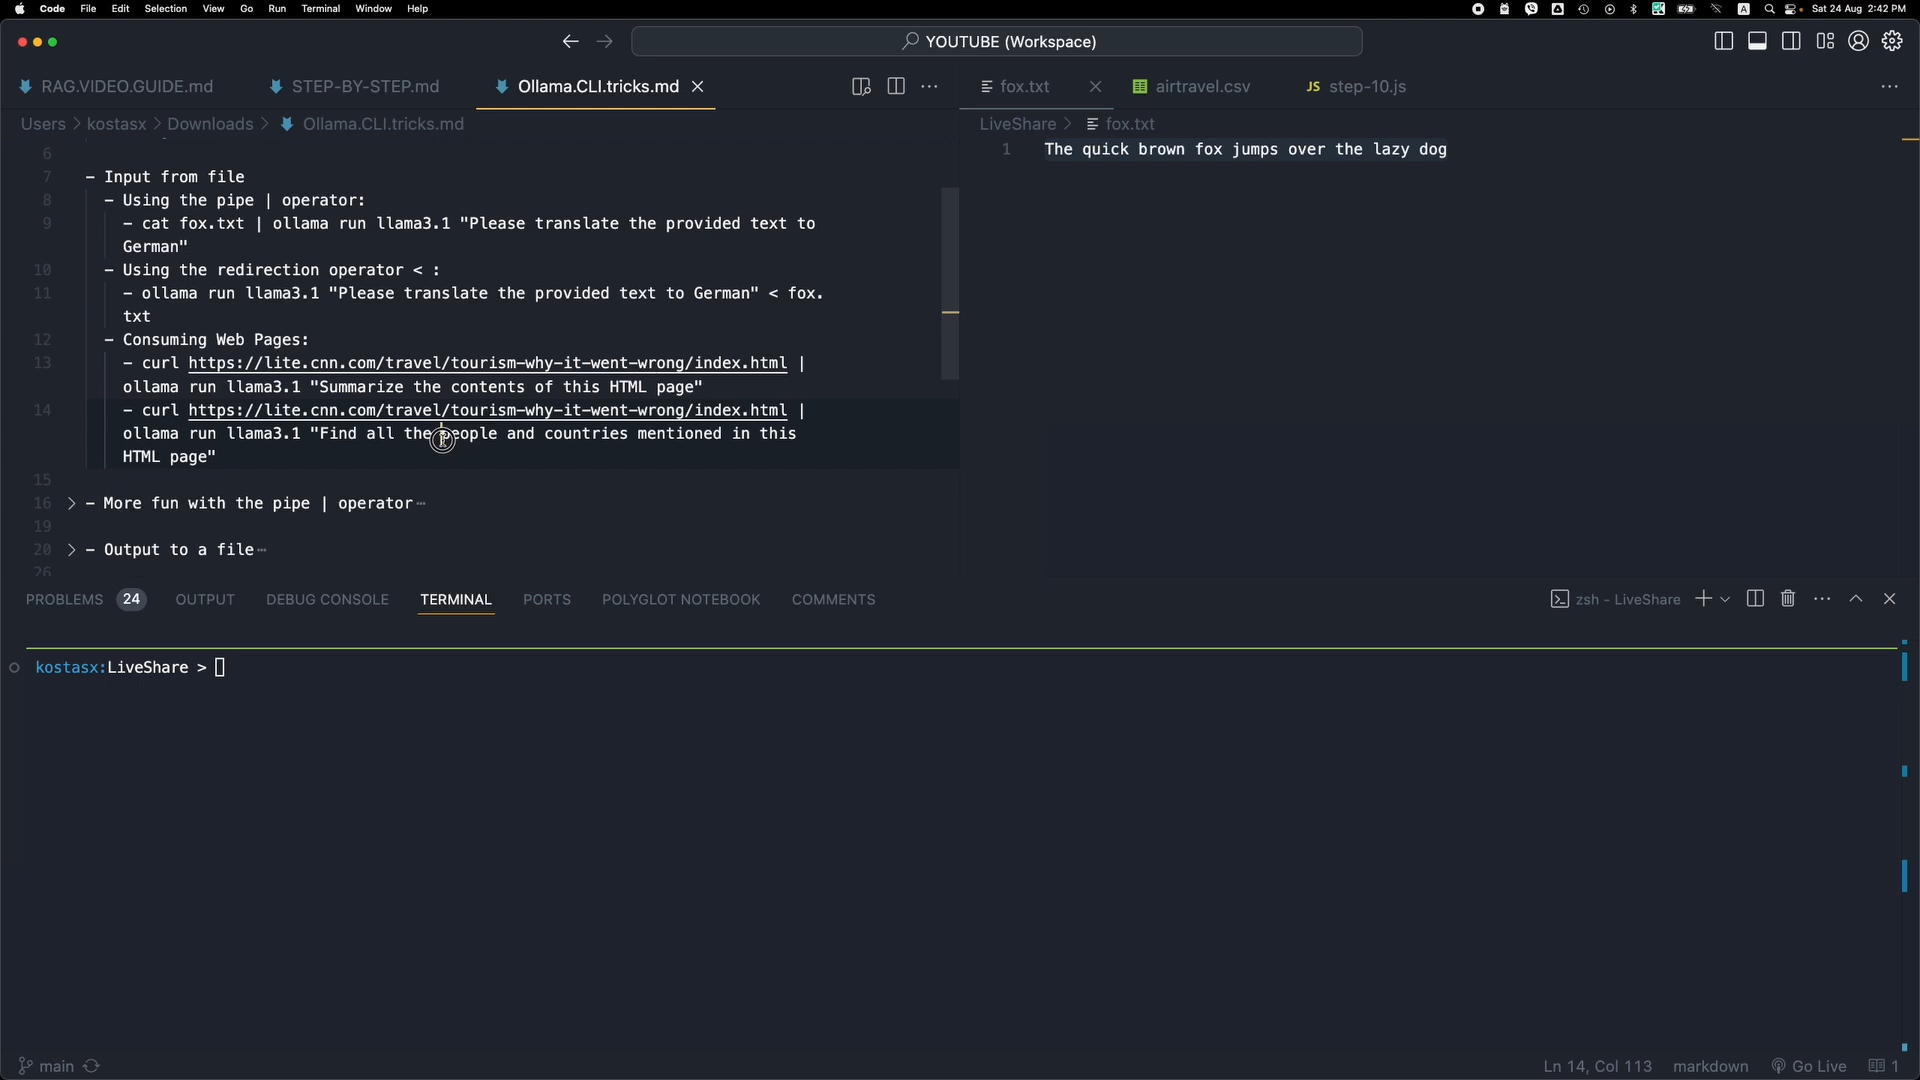 Code File Edit Selection View Go Run Terminal Window Help
A Sat 24 Aug 2:42 PM
YOUTUBE (Workspace)
RAG.VIDEO.GUIDE.md STEP-BY-STEP.md Ollama.CLI.tricks.md
fox.txt airtravel.csv JS step-10.js
Users > kostasx > Downloads > Ollama.CLI.tricks.md
LiveShare > fox.txt
1 The quick brown fox jumps over the lazy dog
6
7 - Input from file
8 - Using the pipe | operator:
9 - cat fox.txt | ollama run llama3.1 "Please translate the provided text to
German"
10 - Using the redirection operator < :
11 - ollama run llama3.1 "Please translate the provided text to German" < fox.
txt
12 - Consuming Web Pages:
13 - curl https://lite.cnn.com/travel/tourism-why-it-went-wrong/index.html |
ollama run llama3.1 "Summarize the contents of this HTML page"
14 - curl https://lite.cnn.com/travel/tourism-why-it-went-wrong/index.html |
ollama run llama3.1 "Find all the people and countries mentioned in this
HTML page"
15
16 > - More fun with the pipe | operator…
19
20 > - Output to a file…
26
PROBLEMS 24 OUTPUT DEBUG CONSOLE TERMINAL PORTS POLYGLOT NOTEBOOK COMMENTS
zsh - LiveShare
kostasx:LiveShare >
main
Ln 14, Col 113 markdown Go Live 1